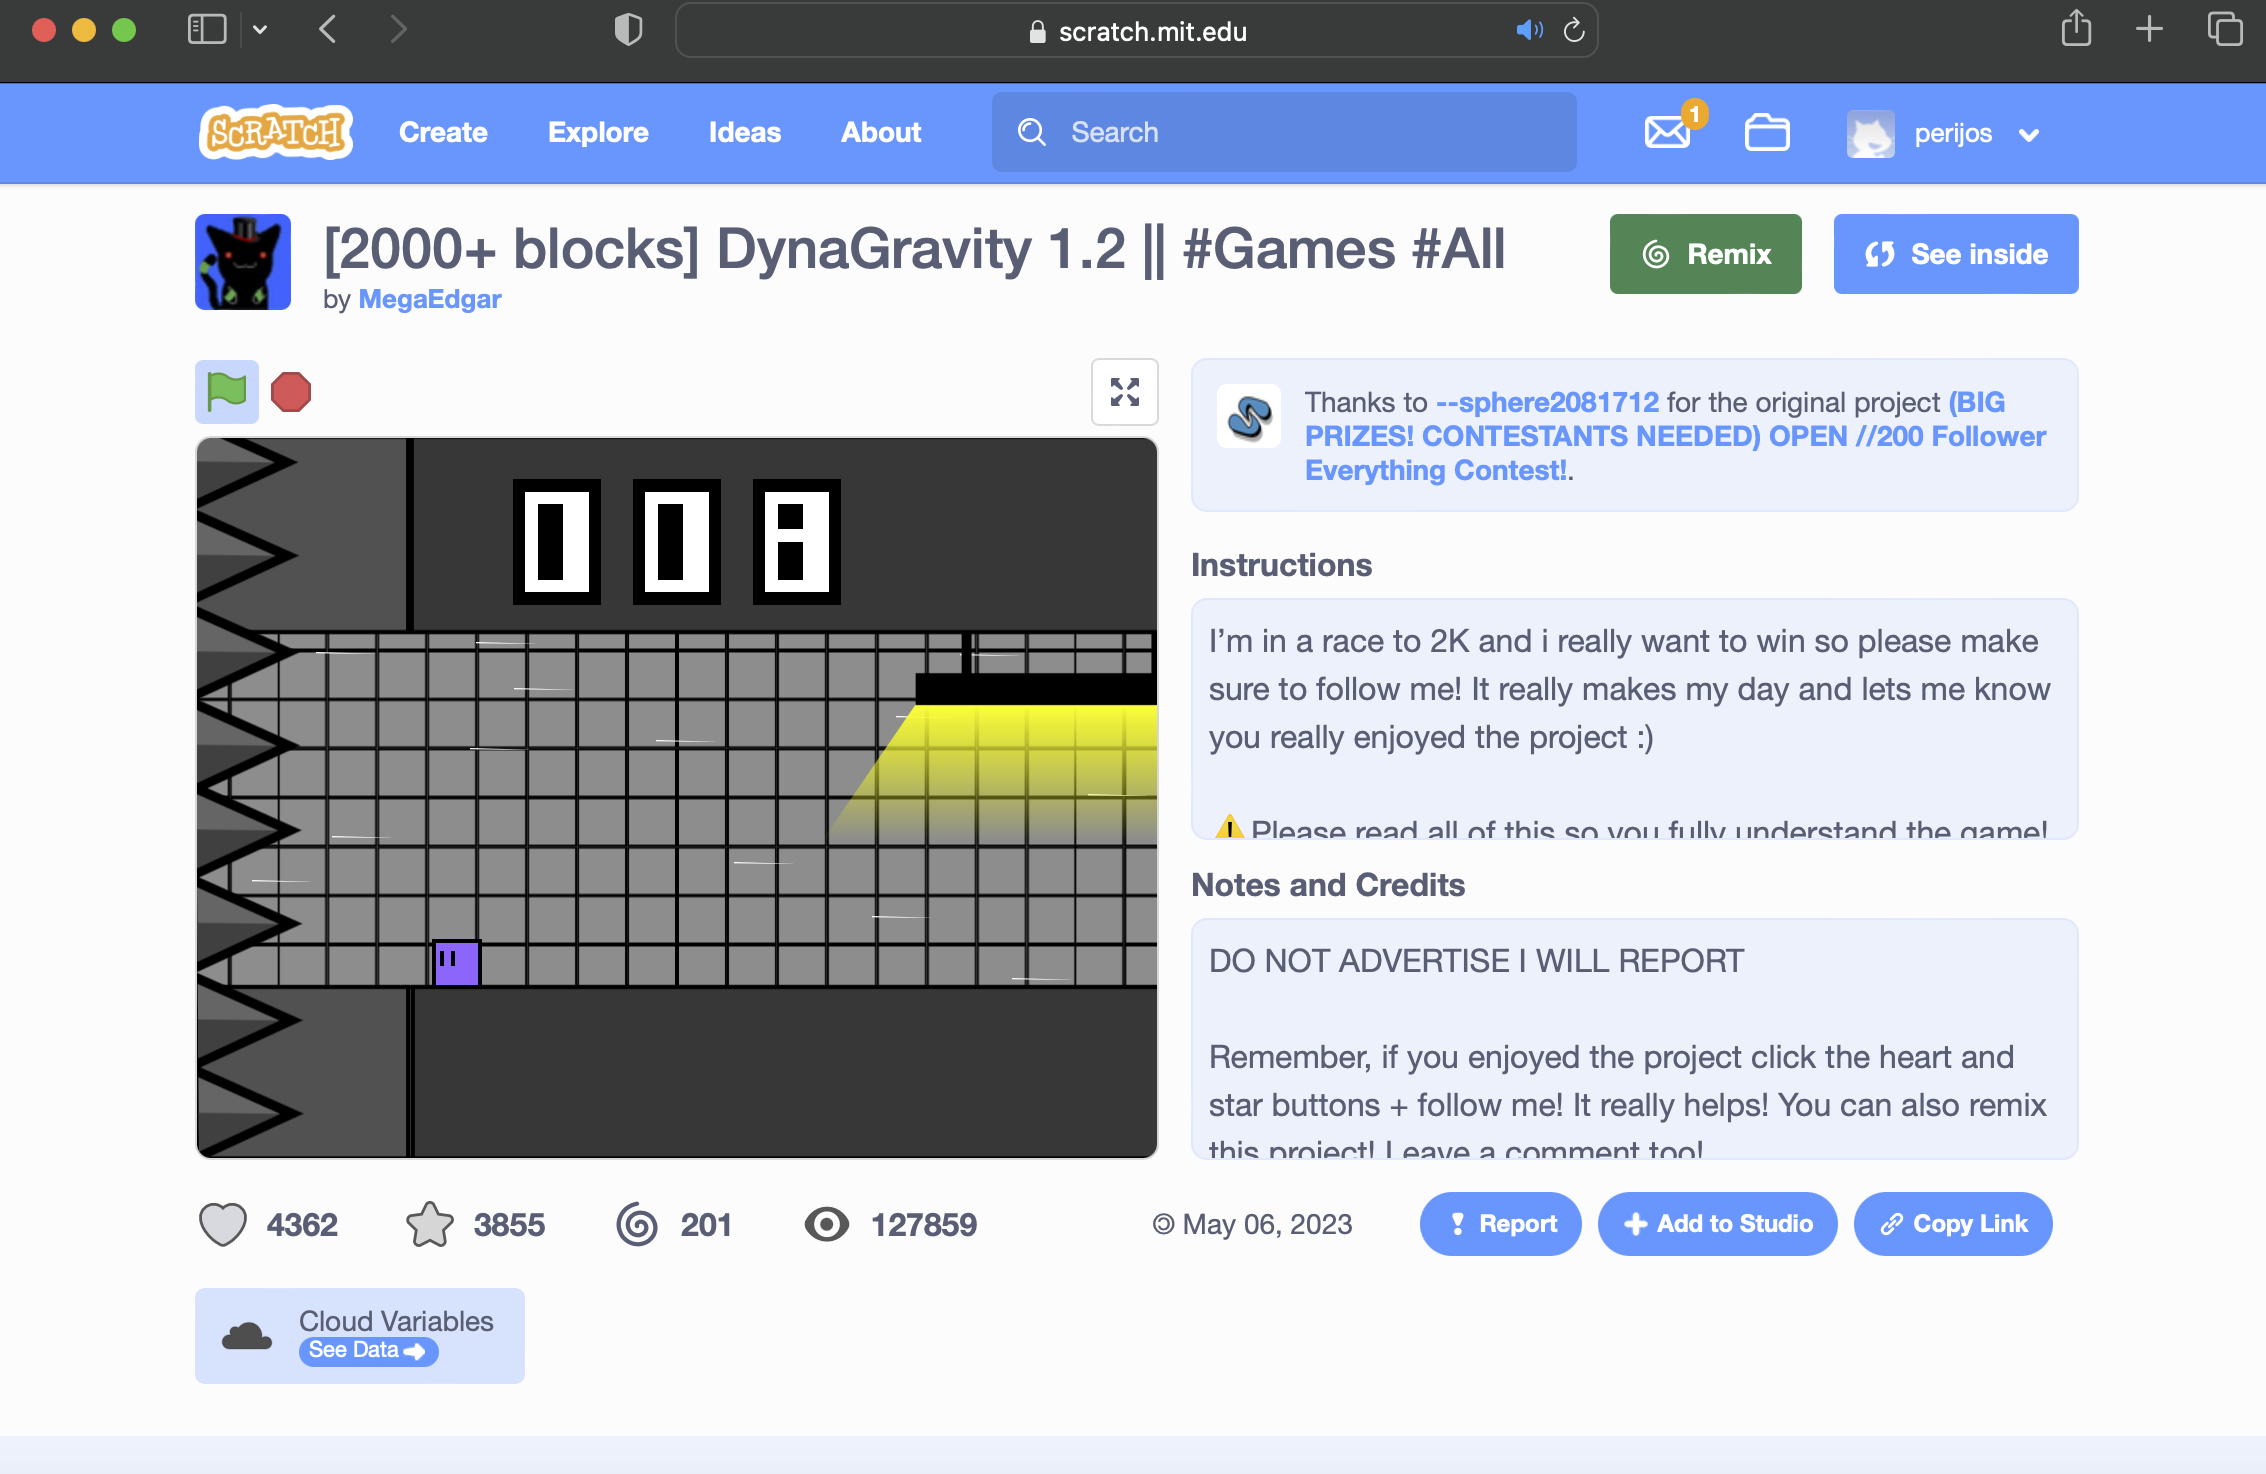 scratch.mit.edu
SCRATCH
Create
Explore
Ideas
About
Search
1
perijos
[2000+ blocks] DynaGravity 1.2 || #Games #All
by MegaEdgar
Remix
See inside
008
Thanks to --sphere2081712 for the original project (BIG
PRIZES! CONTESTANTS NEEDED) OPEN //200 Follower
Everything Contest!.
Instructions
I’m in a race to 2K and i really want to win so please make
sure to follow me! It really makes my day and lets me know
you really enjoyed the project :)
⚠️Please read all of this so you fully understand the game!
Notes and Credits
DO NOT ADVERTISE I WILL REPORT
Remember, if you enjoyed the project click the heart and
star buttons + follow me! It really helps! You can also remix
this project! Leave a comment too!
4362
3855
201
127859
May 06, 2023
Report
Add to Studio
Copy Link
Cloud Variables
See Data